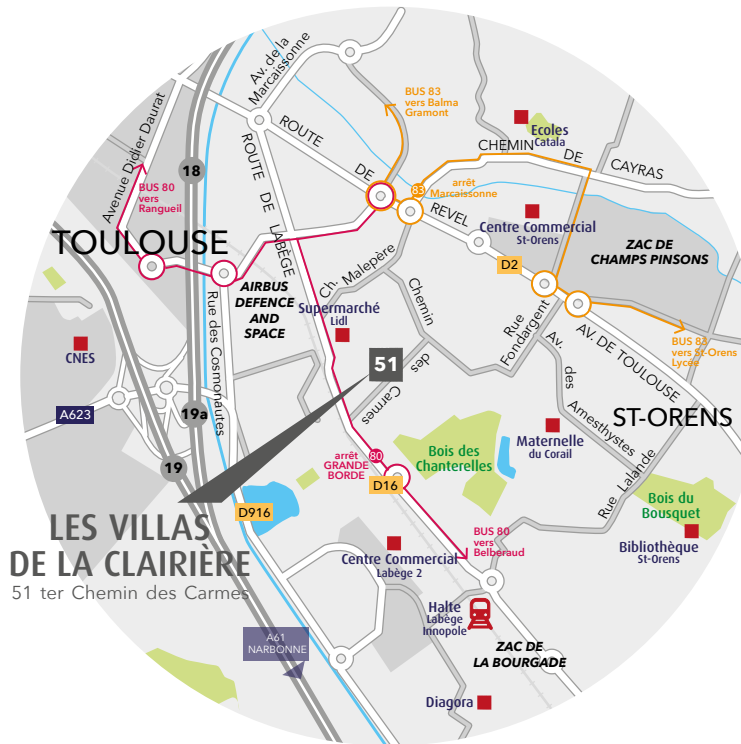 Av. de la
Marcaissonne
BUS 83
vers Balma
Gramont
Ecoles
Catala
Avenue Didier Daurat
ROUTE DE REVEL
CHEMIN DE CAYRAS
18
BUS 80
vers
Rangueil
ROUTE DE LABÈGE
83
arrêt
Marcaissonne
Centre Commercial
St-Orens
TOULOUSE
ZAC DE
CHAMPS PINSONS
D2
AIRBUS
DEFENCE
AND
SPACE
Ch. Malepère
Rue des Cosmonautes
Supermarché
Lidl
Chemin des Carmes
Rue Fondargent
AV. DE TOULOUSE
BUS 83
vers St-Orens
Lycée
CNES
51
Av. des Amesthystes
A623
19a
ST-ORENS
Maternelle
du Corail
19
arrêt
GRANDE
BORDE
80
Bois des
Chanterelles
D16
Rue Lalande
Bois du
Bousquet
D916
LES VILLAS
DE LA CLAIRIÈRE
51 ter Chemin des Carmes
BUS 80
vers
Belberaud
Centre Commercial
Labège 2
Bibliothèque
St-Orens
Halte
Labège
Innopole
A61
NARBONNE
ZAC DE
LA BOURGADE
Diagora